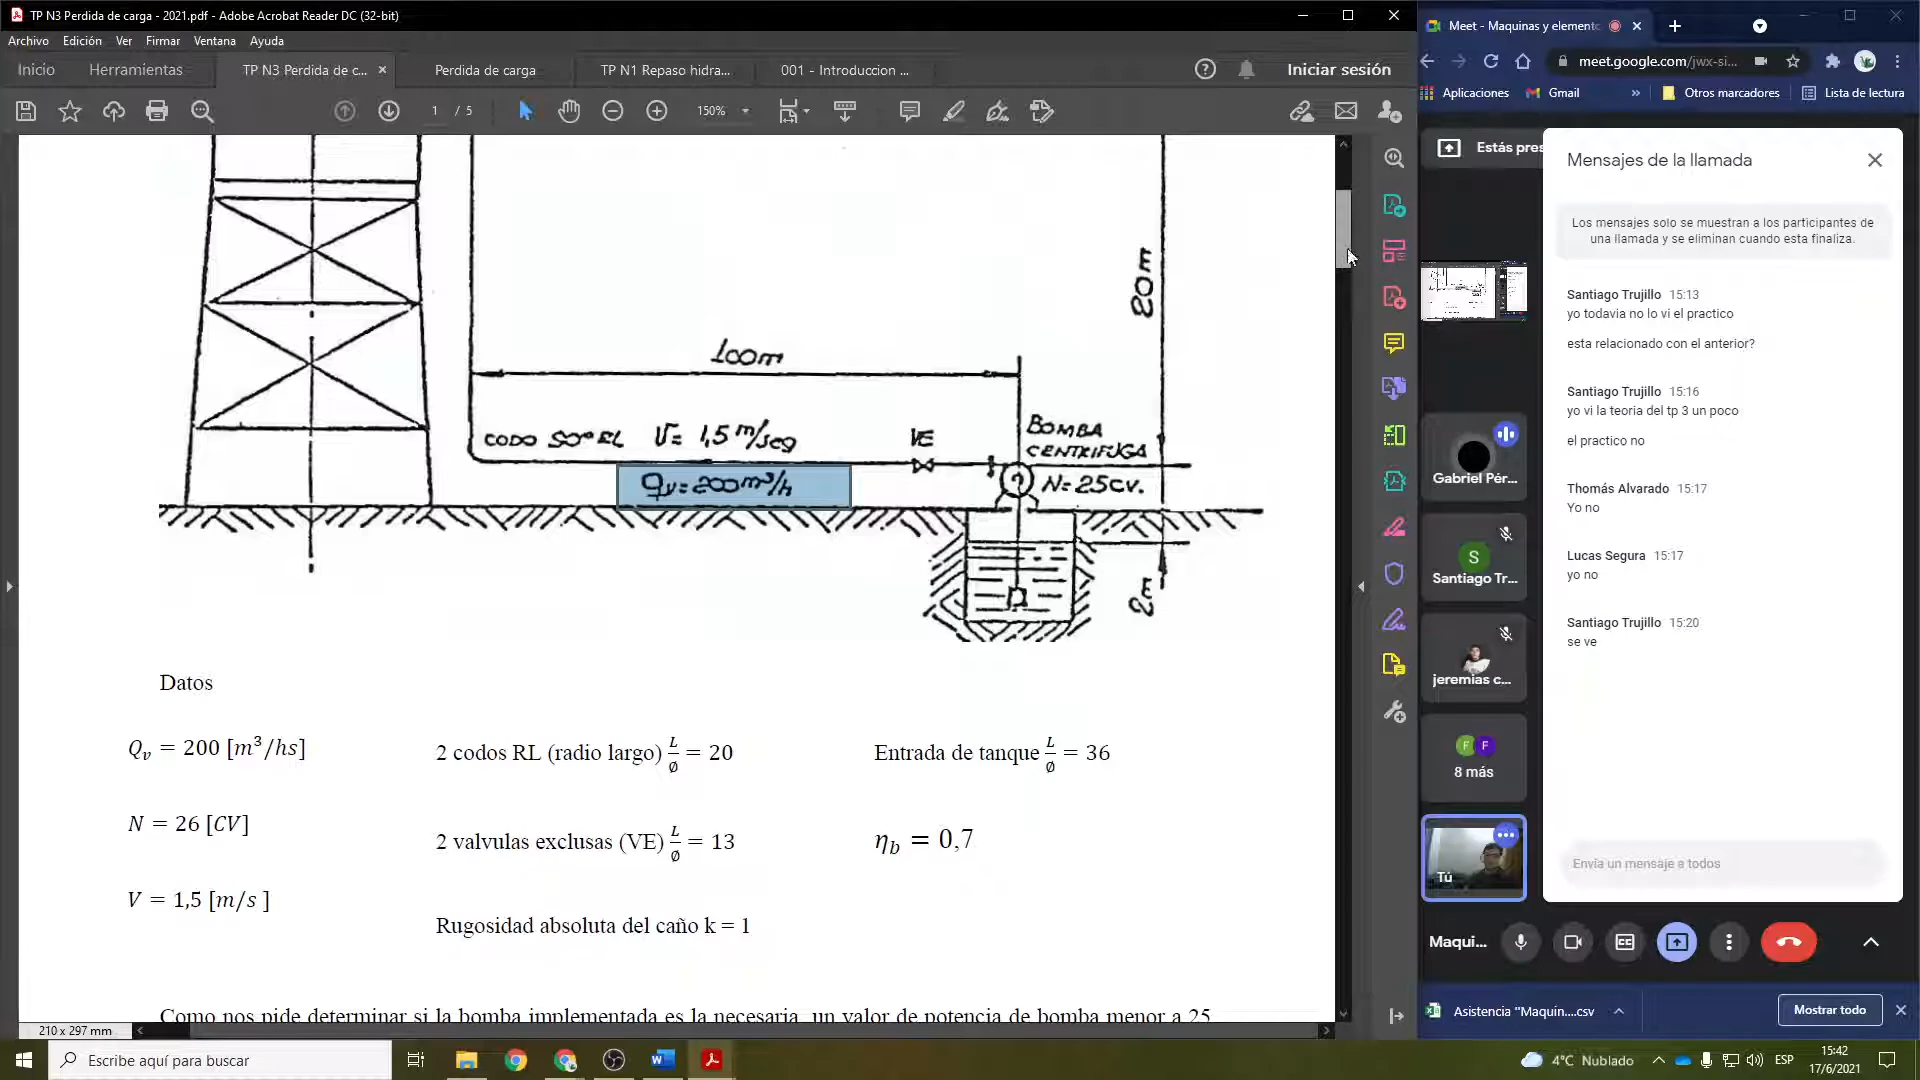 TP N3 Perdida de carga - 2021.pdf - Adobe Acrobat Reader DC (32-bit)
Archivo Edición Ver Firmar Ventana Ayuda
Inicio Herramientas TP N3 Perdida de c... Perdida de carga TP N1 Repaso hidra... 001 - Introduccion ... Iniciar sesión
1 / 5 150%
20m
100m
CODO 90° RL V= 1,5 m/seg VE BOMBA
CENTRIFUGA
Qv=200m³/h N=25CV.
2m
Datos
Qv = 200 [m³/hs] 2 codos RL (radio largo) L/Ø = 20 Entrada de tanque L/Ø = 36
N = 26 [CV] 2 valvulas exclusas (VE) L/Ø = 13 ηb = 0,7
V = 1,5 [m/s ] Rugosidad absoluta del caño k = 1
Como nos pide determinar si la bomba implementada es la necesaria, un valor de potencia de bomba menor a 25
210 x 297 mm
Meet - Maquinas y elemento
meet.google.com/jwx-si...
Aplicaciones Gmail » Otros marcadores Lista de lectura
Estás pres
Mensajes de la llamada
Los mensajes solo se muestran a los participantes de
una llamada y se eliminan cuando esta finaliza.
Santiago Trujillo 15:13
yo todavia no lo vi el practico
esta relacionado con el anterior?
Santiago Trujillo 15:16
yo vi la teoria del tp 3 un poco
el practico no
Thomás Alvarado 15:17
Yo no
Lucas Segura 15:17
yo no
Santiago Trujillo 15:20
se ve
Gabriel Pér...
S
Santiago Tr...
jeremias c...
F F
8 más
Tú
Envía un mensaje a todos
Maqui...
Asistencia "Maquín....csv Mostrar todo
Escribe aquí para buscar
4°C Nublado ESP 15:42
17/6/2021